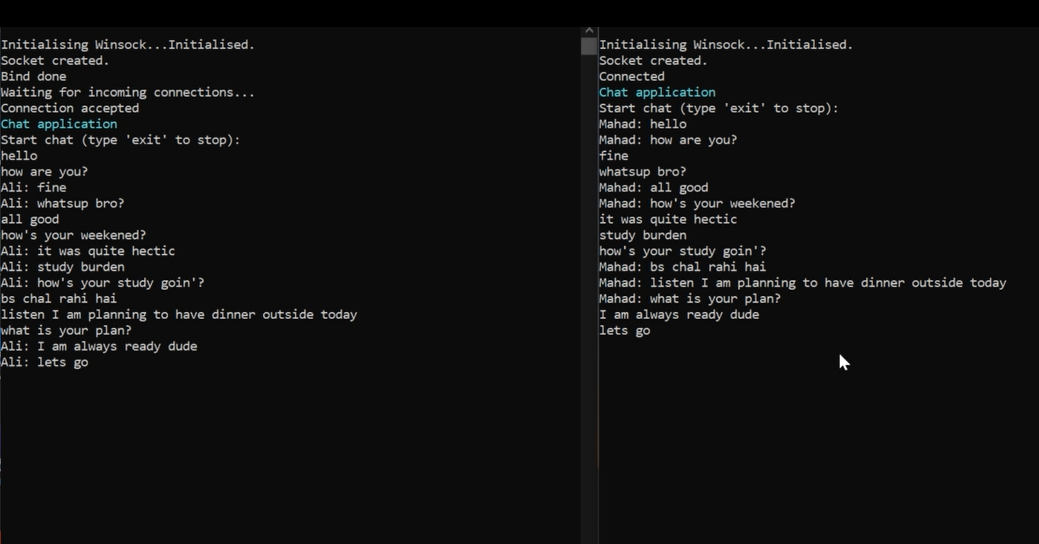 Initialising Winsock...Initialised.
Socket created.
Bind done
Waiting for incoming connections...
Connection accepted
Chat application
Start chat (type 'exit' to stop):
hello
how are you?
Ali: fine
Ali: whatsup bro?
all good
how's your weekened?
Ali: it was quite hectic
Ali: study burden
Ali: how's your study goin'?
bs chal rahi hai
listen I am planning to have dinner outside today
what is your plan?
Ali: I am always ready dude
Ali: lets go
Initialising Winsock...Initialised.
Socket created.
Connected
Chat application
Start chat (type 'exit' to stop):
Mahad: hello
Mahad: how are you?
fine
whatsup bro?
Mahad: all good
Mahad: how's your weekened?
it was quite hectic
study burden
how's your study goin'?
Mahad: bs chal rahi hai
Mahad: listen I am planning to have dinner outside today
Mahad: what is your plan?
I am always ready dude
lets go